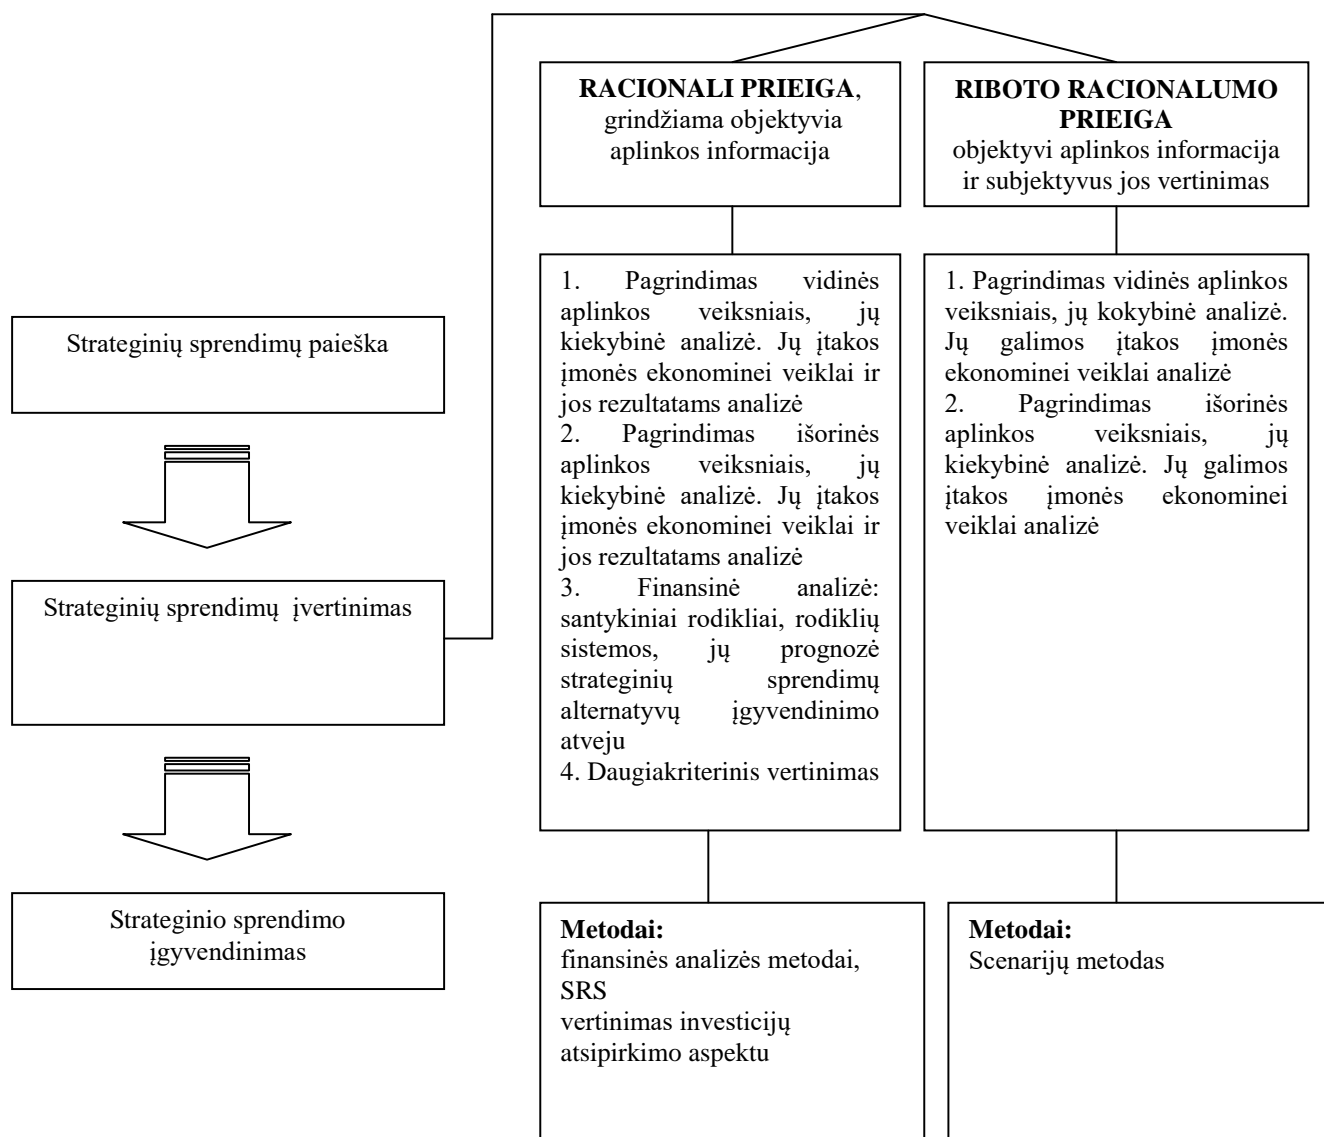 Strateginių sprendimų paieška
Strateginių sprendimų įvertinimas
Strateginio sprendimo
įgyvendinimas
RACIONALI PRIEIGA,
grindžiama objektyvia
aplinkos informacija
1. Pagrindimas vidinės
aplinkos veiksniais, jų
kiekybinė analizė. Jų įtakos
įmonės ekonominei veiklai ir
jos rezultatams analizė
2. Pagrindimas išorinės
aplinkos veiksniais, jų
kiekybinė analizė. Jų įtakos
įmonės ekonominei veiklai ir
jos rezultatams analizė
3. Finansinė analizė:
santykiniai rodikliai, rodiklių
sistemos, jų prognozė
strateginių sprendimų
alternatyvų įgyvendinimo
atveju
4. Daugiakriterinis vertinimas
Metodai:
finansinės analizės metodai,
SRS
vertinimas investicijų
atsipirkimo aspektu
RIBOTO RACIONALUMO
PRIEIGA
objektyvi aplinkos informacija
ir subjektyvus jos vertinimas
1. Pagrindimas vidinės aplinkos
veiksniais, jų kokybinė analizė.
Jų galimos įtakos įmonės
ekonominei veiklai analizė
2. Pagrindimas išorinės
aplinkos veiksniais, jų
kiekybinė analizė. Jų galimos
įtakos įmonės ekonominei
veiklai analizė
Metodai:
Scenarijų metodas